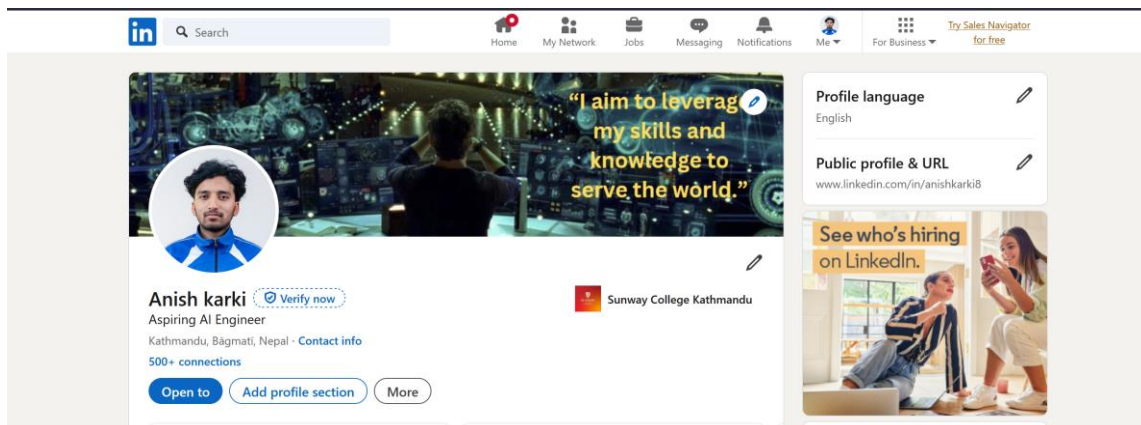 in
Search
Home
My Network
Jobs
Messaging
Notifications
Me
For Business
Try Sales Navigator
for free
“I aim to leverage
my skills and
knowledge to
serve the world.”
Anish karki
Verify now
Aspiring AI Engineer
Kathmandu, Bāgmatī, Nepal · Contact info
500+ connections
Open to
Add profile section
More
Sunway College Kathmandu
Profile language
English
Public profile & URL
www.linkedin.com/in/anishkarki8
See who's hiring
on LinkedIn.